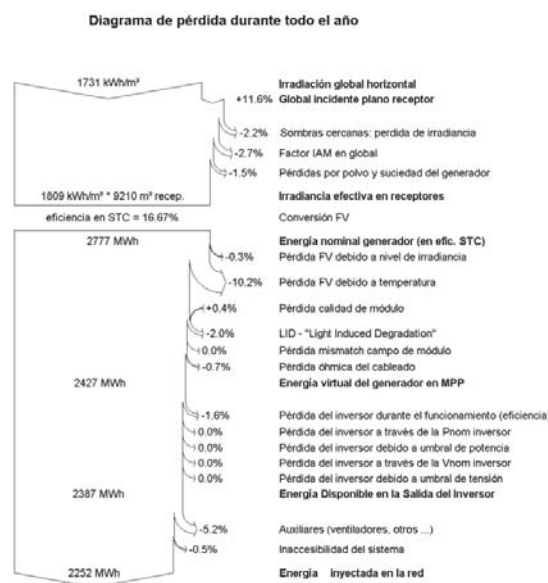 Diagrama de pérdida durante todo el año
1731 kWh/m² Irradiación global horizontal
+11.6% Global incidente plano receptor
-2.2% Sombras cercanas: perdida de irradiancia
-2.7% Factor IAM en global
-1.5% Pérdidas por polvo y suciedad del generador
1809 kWh/m² * 9210 m² recep. Irradiancia efectiva en receptores
eficiencia en STC = 16.67% Conversión FV
2777 MWh Energía nominal generador (en efic. STC)
-0.3% Pérdida FV debido a nivel de irradiancia
-10.2% Pérdida FV debido a temperatura
+0.4% Pérdida calidad de módulo
-2.0% LID - "Light Induced Degradation"
0.0% Pérdida mismatch campo de módulo
-0.7% Pérdida óhmica del cableado
2427 MWh Energía virtual del generador en MPP
-1.6% Pérdida del inversor durante el funcionamiento (eficiencia)
0.0% Pérdida del inversor a través de la Pnom inversor
0.0% Pérdida del inversor debido a umbral de potencia
0.0% Pérdida del inversor a través de la Vnom inversor
0.0% Pérdida del inversor debido a umbral de tensión
2387 MWh Energía Disponible en la Salida del Inversor
-5.2% Auxiliares (ventiladores, otros ...)
-0.5% Inaccesibilidad del sistema
2252 MWh Energía inyectada en la red